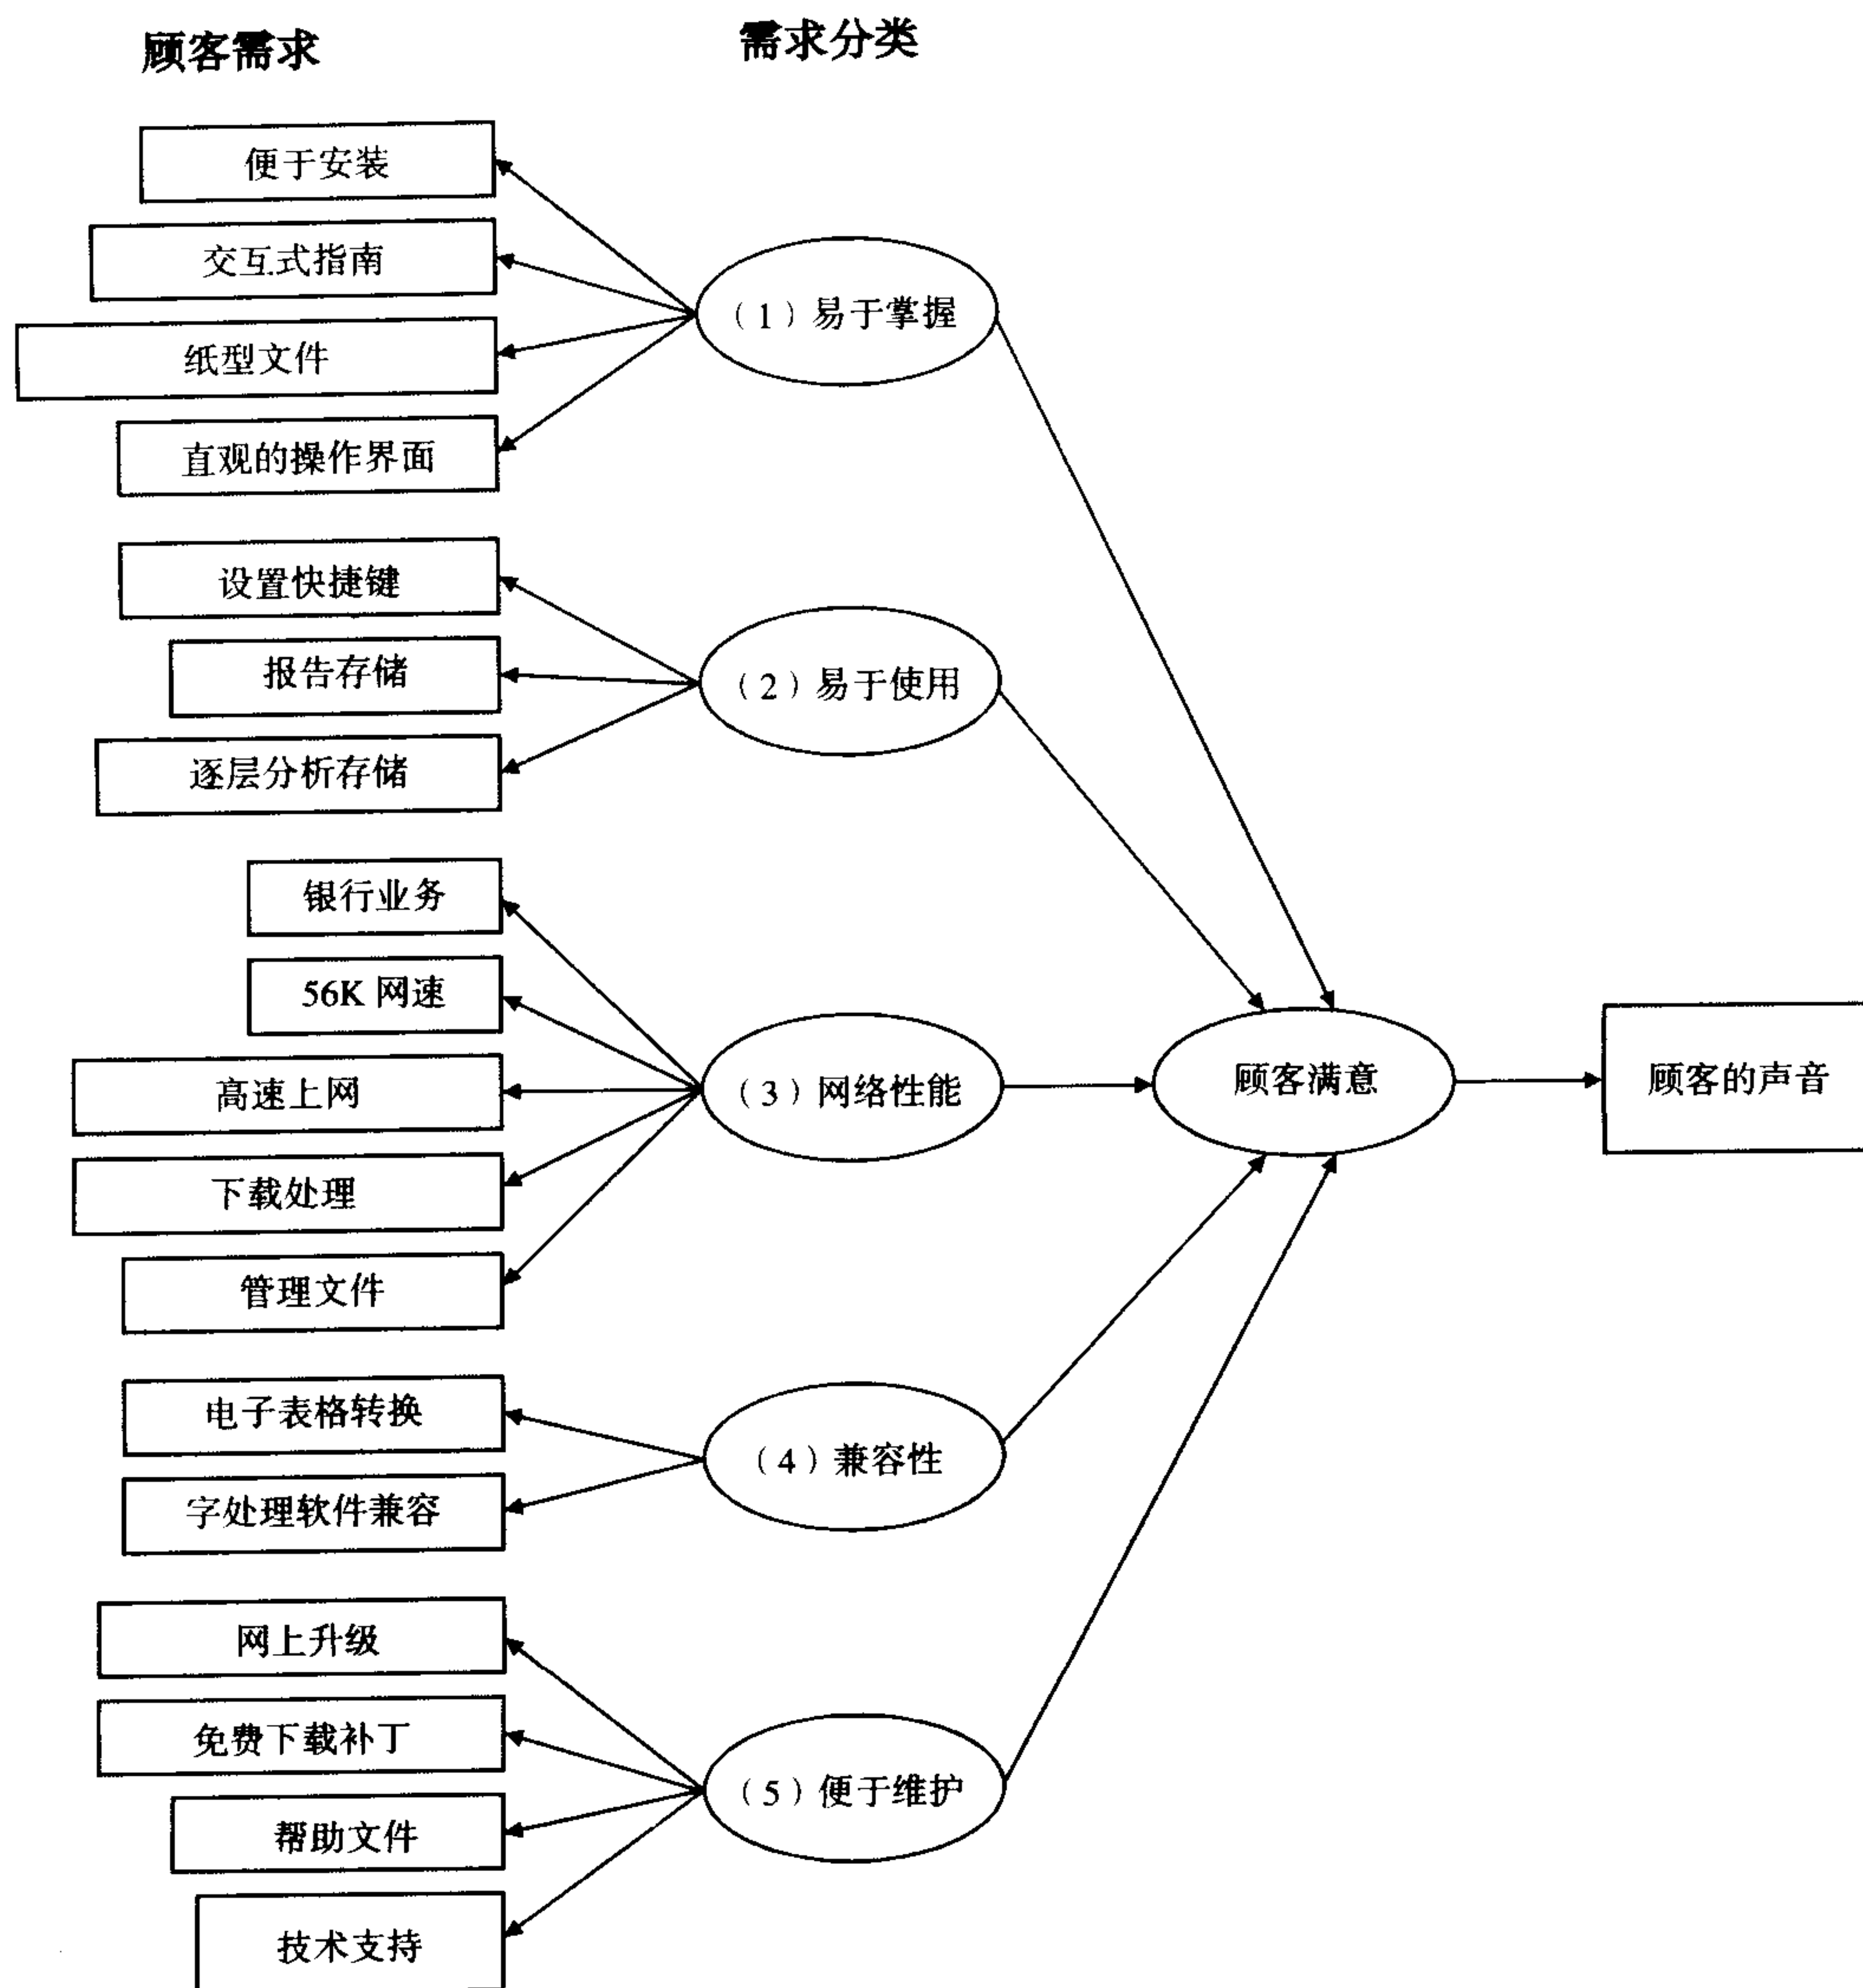 顾客需求
需求分类
便于安装
交互式指南
纸型文件
直观的操作界面
(1)易于掌握
设置快捷键
报告存储
逐层分析存储
(2)易于使用
银行业务
56K 网速
高速上网
下载处理
管理文件
(3)网络性能
电子表格转换
字处理软件兼容
(4)兼容性
网上升级
免费下载补丁
帮助文件
技术支持
(5)便于维护
顾客满意
顾客的声音